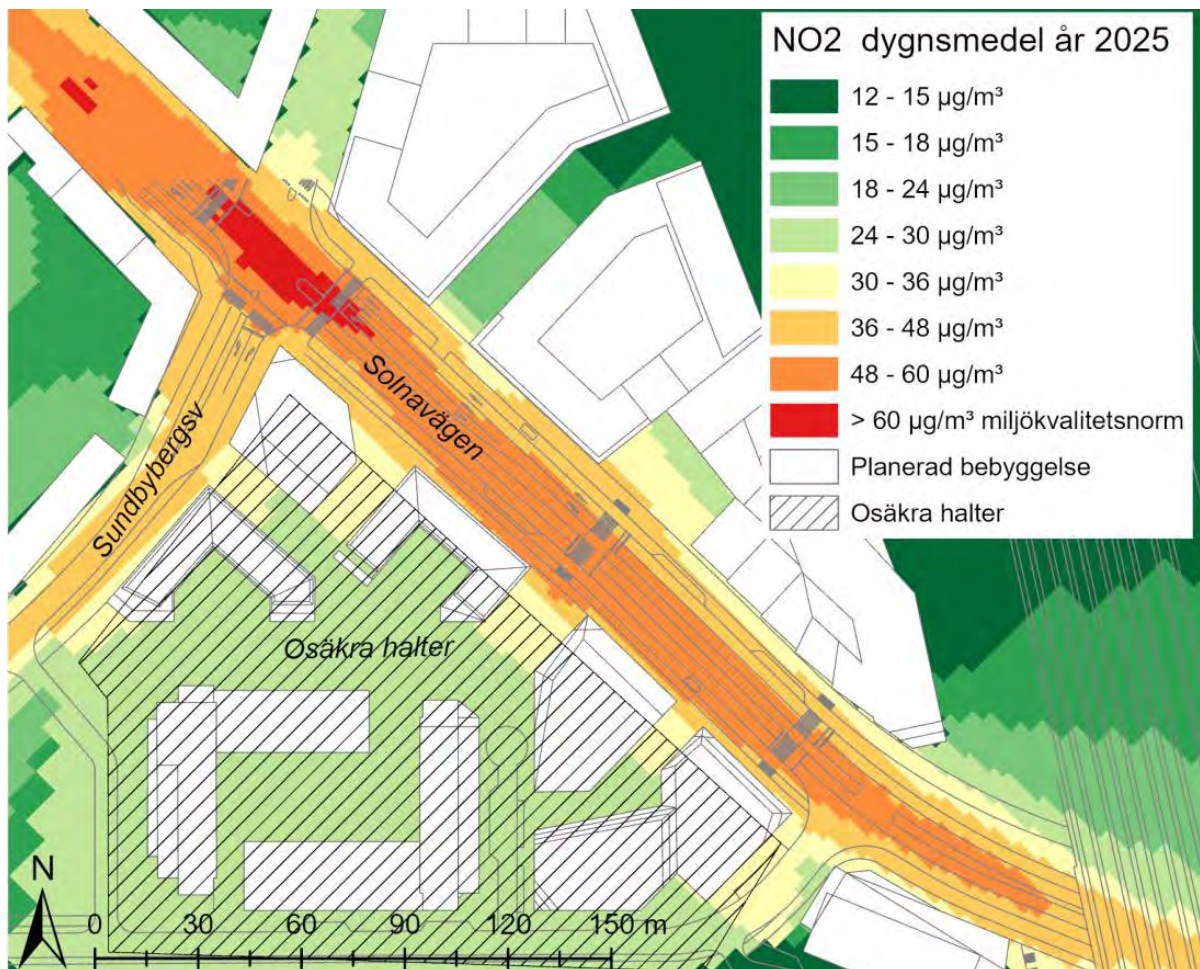 NO2 dygnsmedel år 2025
12 - 15 µg/m³
15 - 18 µg/m³
18 - 24 µg/m³
24 - 30 µg/m³
30 - 36 µg/m³
36 - 48 µg/m³
48 - 60 µg/m³
> 60 µg/m³ miljökvalitetsnorm
Planerad bebyggelse
Osäkra halter
Solnavägen
Sundbybergsv
Osäkra halter
N
0 30 60 90 120 150 m